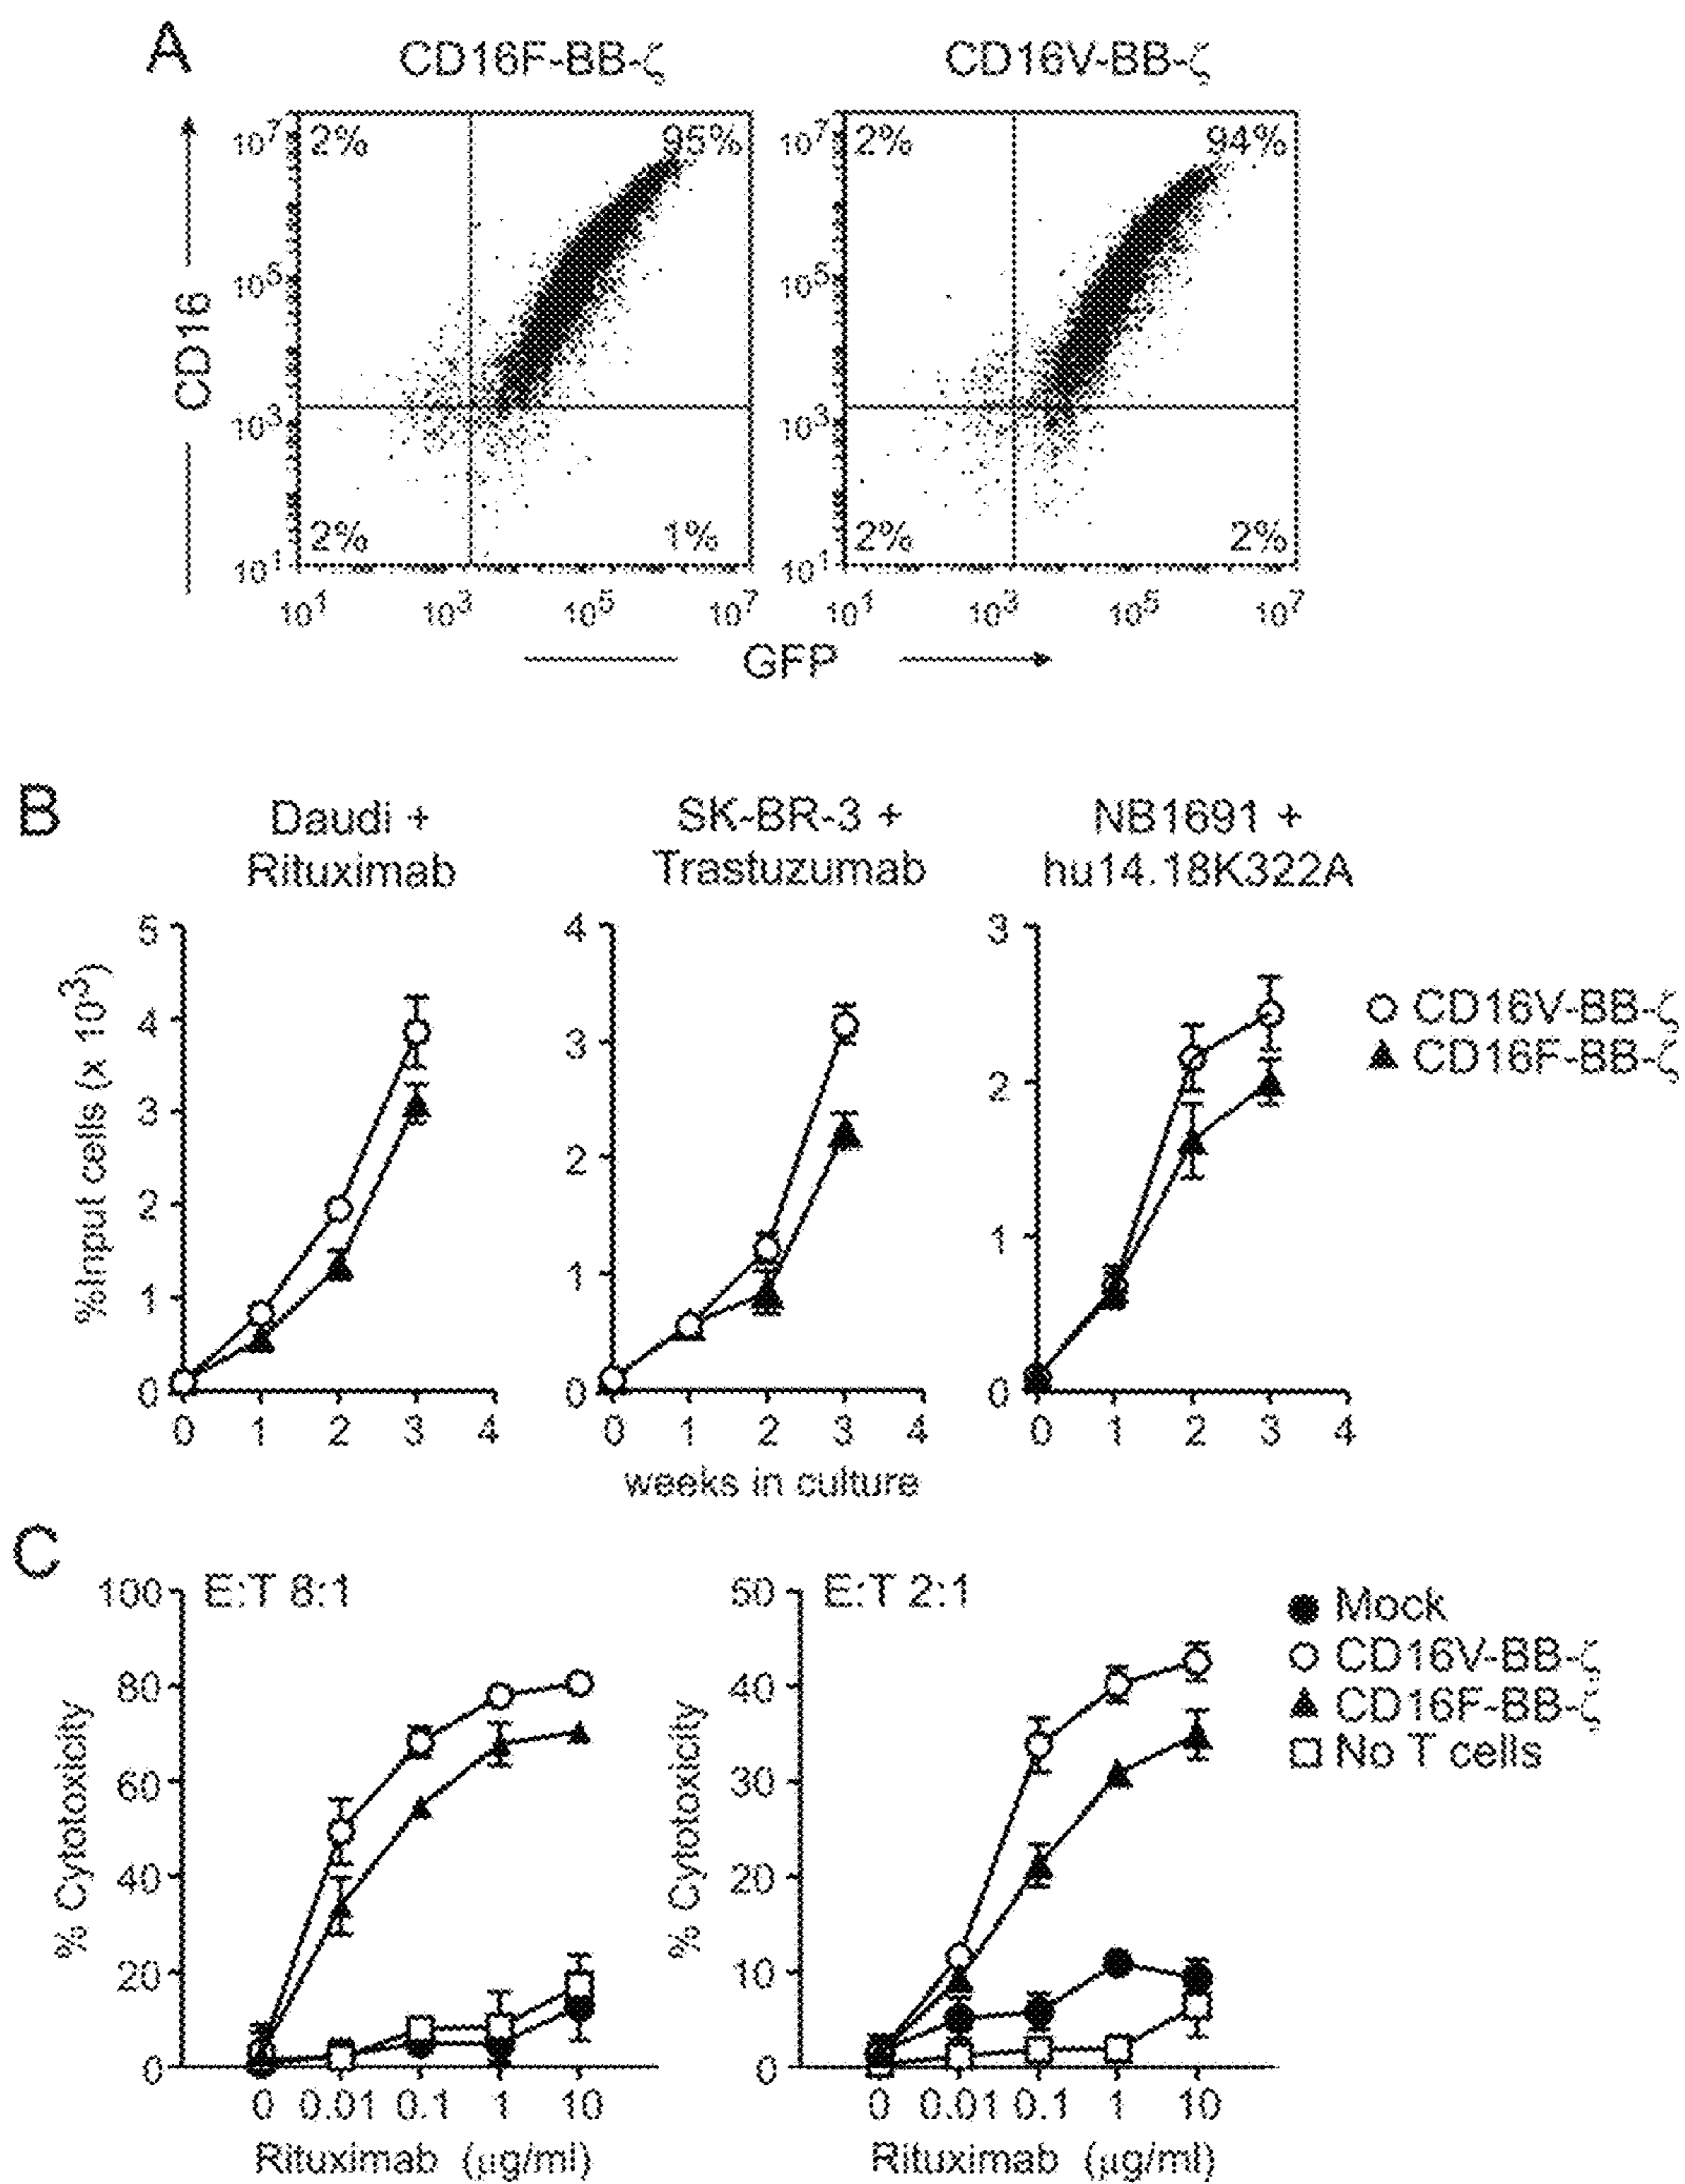 A
CD16F-BB-ζ
CD16V-BB-ζ
CD16
10⁷
10⁵
10³
10¹
2%
95%
2%
1%
10¹ 10³ 10⁵ 10⁷
10⁷
10⁵
10³
10¹
2%
94%
2%
2%
10¹ 10³ 10⁵ 10⁷
GFP
B
Daudi +
Rituximab
SK-BR-3 +
Trastuzumab
NB1691 +
hu14.18K322A
%Input cells (x 10³)
5
4
3
2
1
0
0 1 2 3 4
4
3
2
1
0
0 1 2 3 4
3
2
1
0
0 1 2 3 4
weeks in culture
CD16V-BB-ζ
CD16F-BB-ζ
C
E:T 8:1
% Cytotoxicity
100
80
60
40
20
0
0 0.01 0.1 1 10
Rituximab (μg/ml)
E:T 2:1
% Cytotoxicity
50
40
30
20
10
0
0 0.01 0.1 1 10
Rituximab (μg/ml)
Mock
CD16V-BB-ζ
CD16F-BB-ζ
No T cells